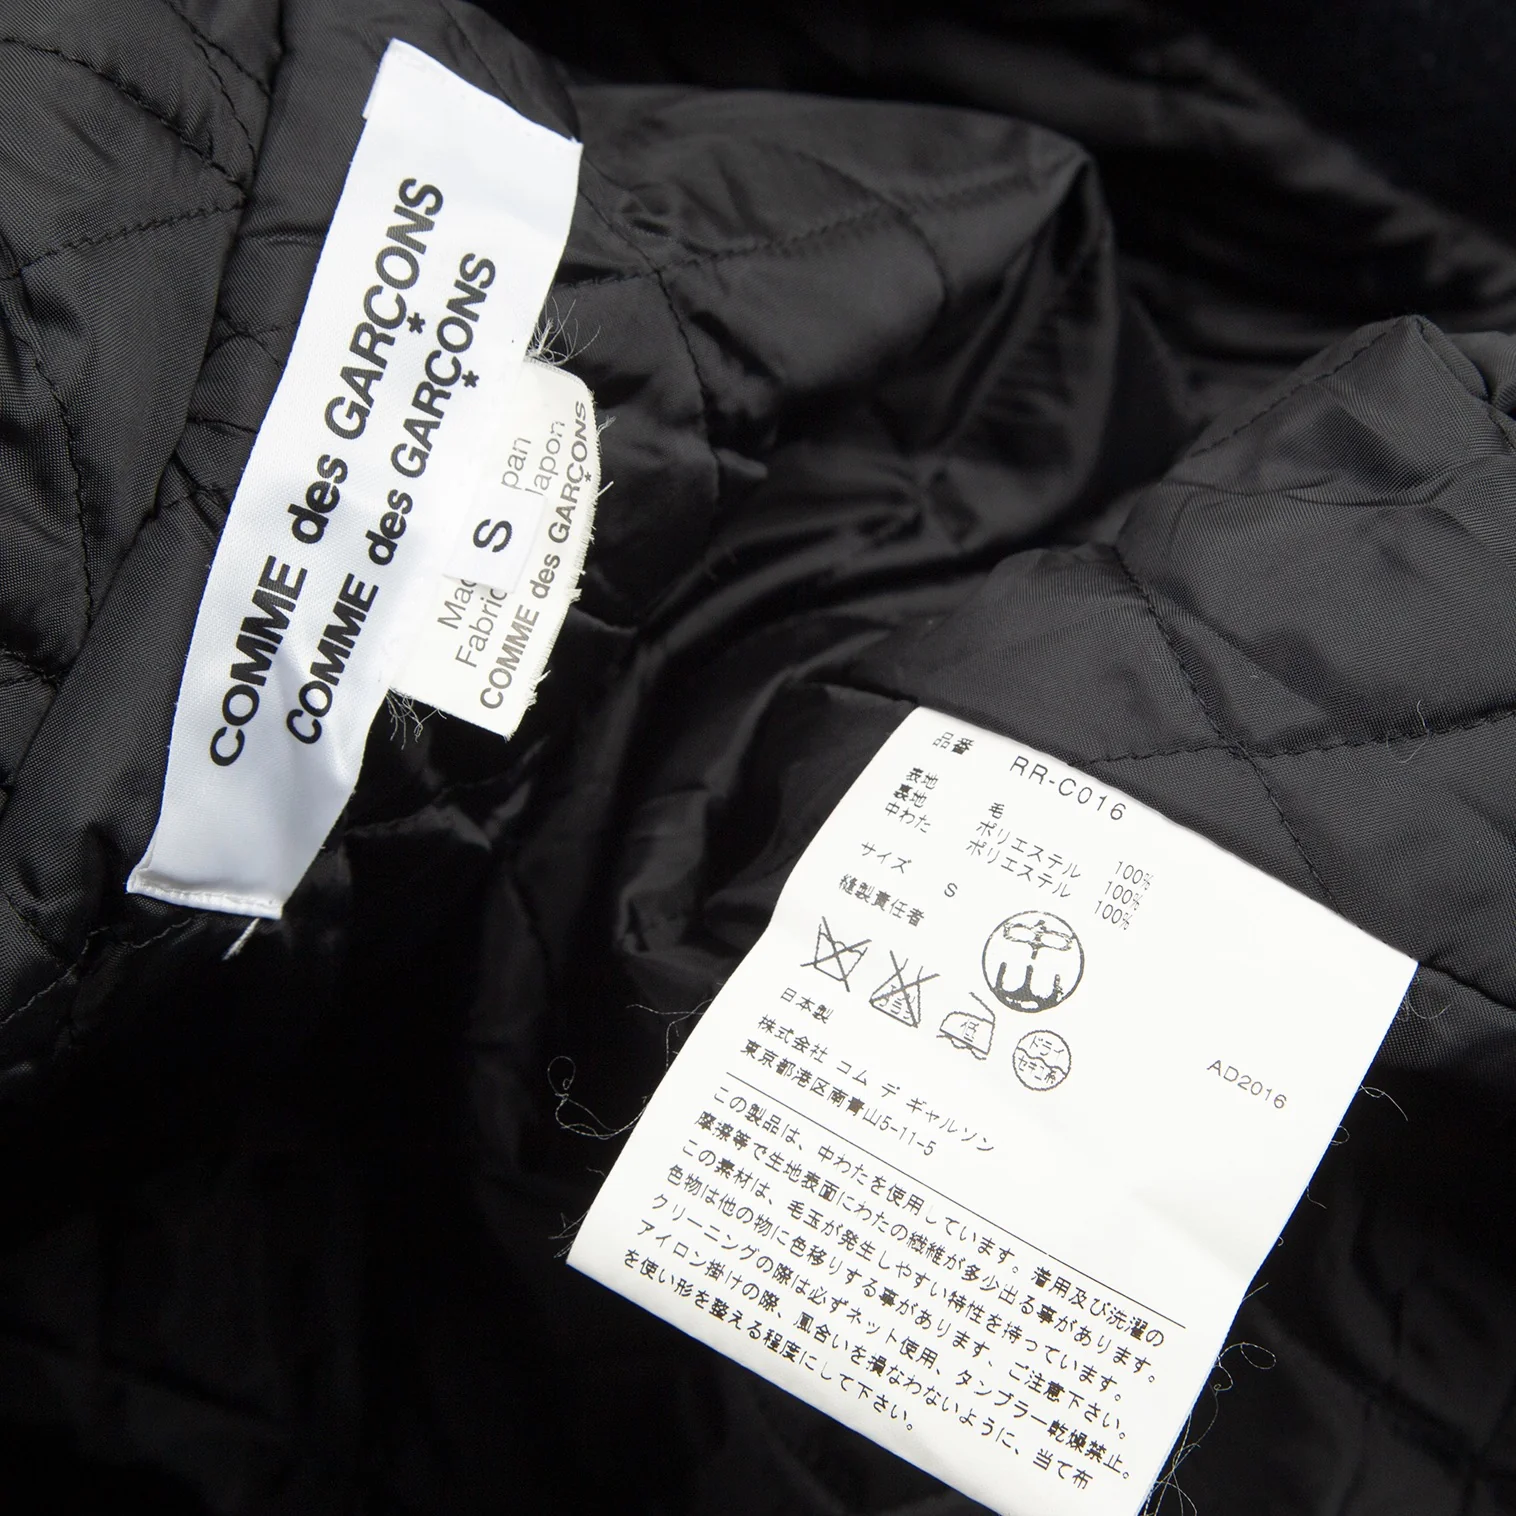 COMME des GARÇONS
COMME des GARÇONS
S
pan
Japon
COMME des GARÇONS
品番 RR-C016
表地 毛 100%
裏地 ポリエステル 100%
中わた ポリエステル 100%
サイズ S
縫製責任者
低
ドライ
セキユ系
日本製
株式会社 コム デ ギャルソン
東京都港区南青山5-11-5
AD2016
この製品は、中わたを使用しています。着用及び洗濯の
摩擦等で生地表面にわたの繊維が多少出る事があります。
この素材は、毛玉が発生しやすい特性を持っています。
色物は他の物に色移りする事があります、ご注意下さい。
クリーニングの際は必ずネット使用、タンブラー乾燥禁止。
アイロン掛けの際、風合いを損なわないように、当て布
を使い形を整える程度にして下さい。